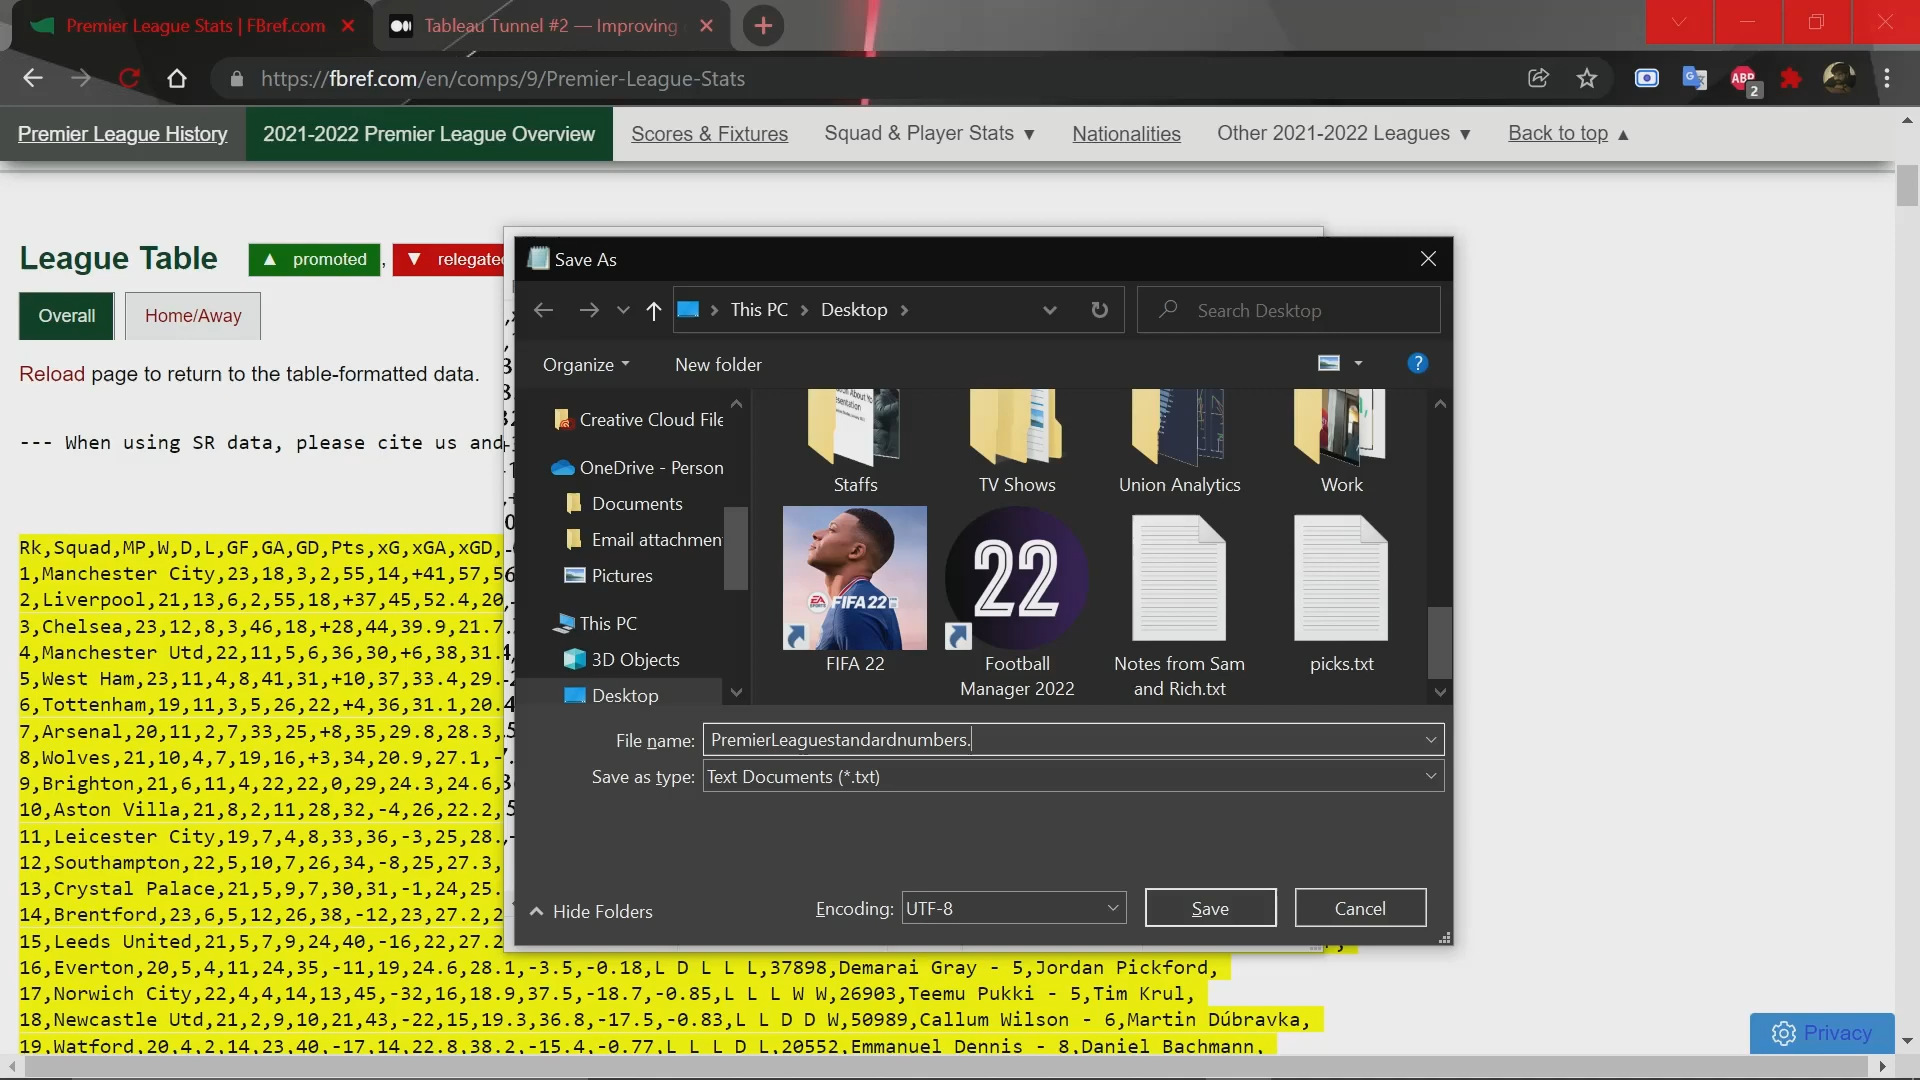 Premier League Stats | FBref.com
Tableau Tunnel #2 — Improving
https://fbref.com/en/comps/9/Premier-League-Stats
ABP
2
Premier League History
2021-2022 Premier League Overview
Scores & Fixtures
Squad & Player Stats ▼
Nationalities
Other 2021-2022 Leagues ▼
Back to top ▲
League Table
▲ promoted
,
▼ relegated
Overall
Home/Away
Reload page to return to the table-formatted data.
--- When using SR data, please cite us and
Rk,Squad,MP,W,D,L,GF,GA,GD,Pts,xG,xGA,xGD,
1,Manchester City,23,18,3,2,55,14,+41,57,56
2,Liverpool,21,13,6,2,55,18,+37,45,52.4,20
3,Chelsea,23,12,8,3,46,18,+28,44,39.9,21.7
4,Manchester Utd,22,11,5,6,36,30,+6,38,31.4
5,West Ham,23,11,4,8,41,31,+10,37,33.4,29.
6,Tottenham,19,11,3,5,26,22,+4,36,31.1,20.4
7,Arsenal,20,11,2,7,33,25,+8,35,29.8,28.3,
8,Wolves,21,10,4,7,19,16,+3,34,20.9,27.1,-
9,Brighton,21,6,11,4,22,22,0,29,24.3,24.6,
10,Aston Villa,21,8,2,11,28,32,-4,26,22.2,
11,Leicester City,19,7,4,8,33,36,-3,25,28.
12,Southampton,22,5,10,7,26,34,-8,25,27.3,
13,Crystal Palace,21,5,9,7,30,31,-1,24,25.
14,Brentford,23,6,5,12,26,38,-12,23,27.2,2
15,Leeds United,21,5,7,9,24,40,-16,22,27.2
16,Everton,20,5,4,11,24,35,-11,19,24.6,28.1,-3.5,-0.18,L D L L L,37898,Demarai Gray - 5,Jordan Pickford,
17,Norwich City,22,4,4,14,13,45,-32,16,18.9,37.5,-18.7,-0.85,L L L W W,26903,Teemu Pukki - 5,Tim Krul,
18,Newcastle Utd,21,2,9,10,21,43,-22,15,19.3,36.8,-17.5,-0.83,L L D D W,50989,Callum Wilson - 6,Martin Dúbravka,
19,Watford,20,4,2,14,23,40,-17,14,22.8,38.2,-15.4,-0.77,L L L D L,20552,Emmanuel Dennis - 8,Daniel Bachmann,
Save As
This PC
Desktop
Search Desktop
Organize
New folder
?
Creative Cloud File
OneDrive - Person
Documents
Email attachmen
Pictures
This PC
3D Objects
Desktop
Staffs
TV Shows
Union Analytics
Work
EA SPORTS FIFA 22
FIFA 22
22
Football
Manager 2022
Notes from Sam
and Rich.txt
picks.txt
File name:
PremierLeaguestandardnumbers.
Save as type:
Text Documents (*.txt)
Hide Folders
Encoding:
UTF-8
Save
Cancel
Privacy